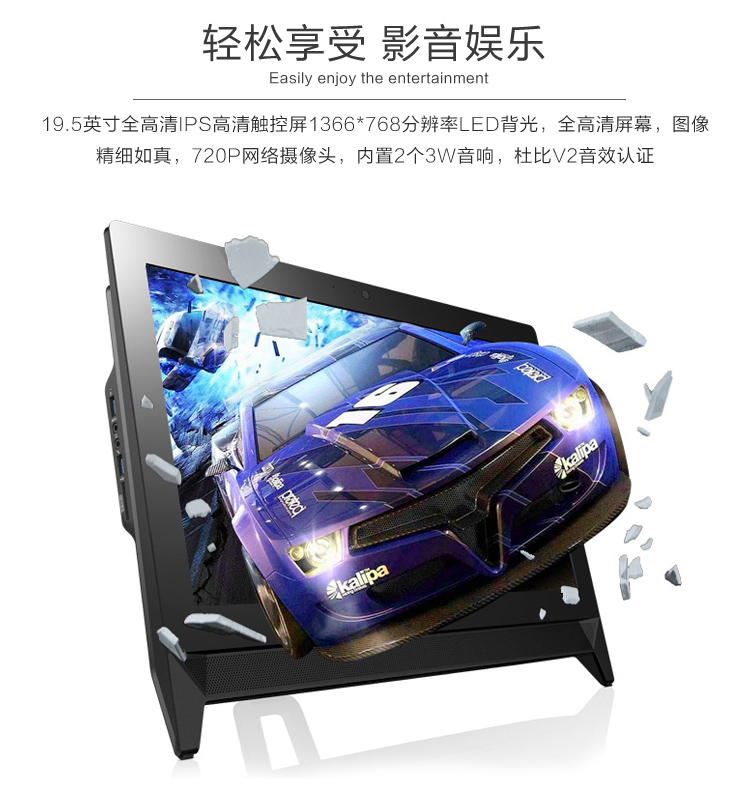 轻松享受 影音娱乐
Easily enjoy the entertainment
19.5英寸全高清IPS高清触控屏1366*768分辨率LED背光，全高清屏幕，图像
精细如真，720P网络摄像头，内置2个3W音响，杜比V2音效认证
kalipa
kalipa